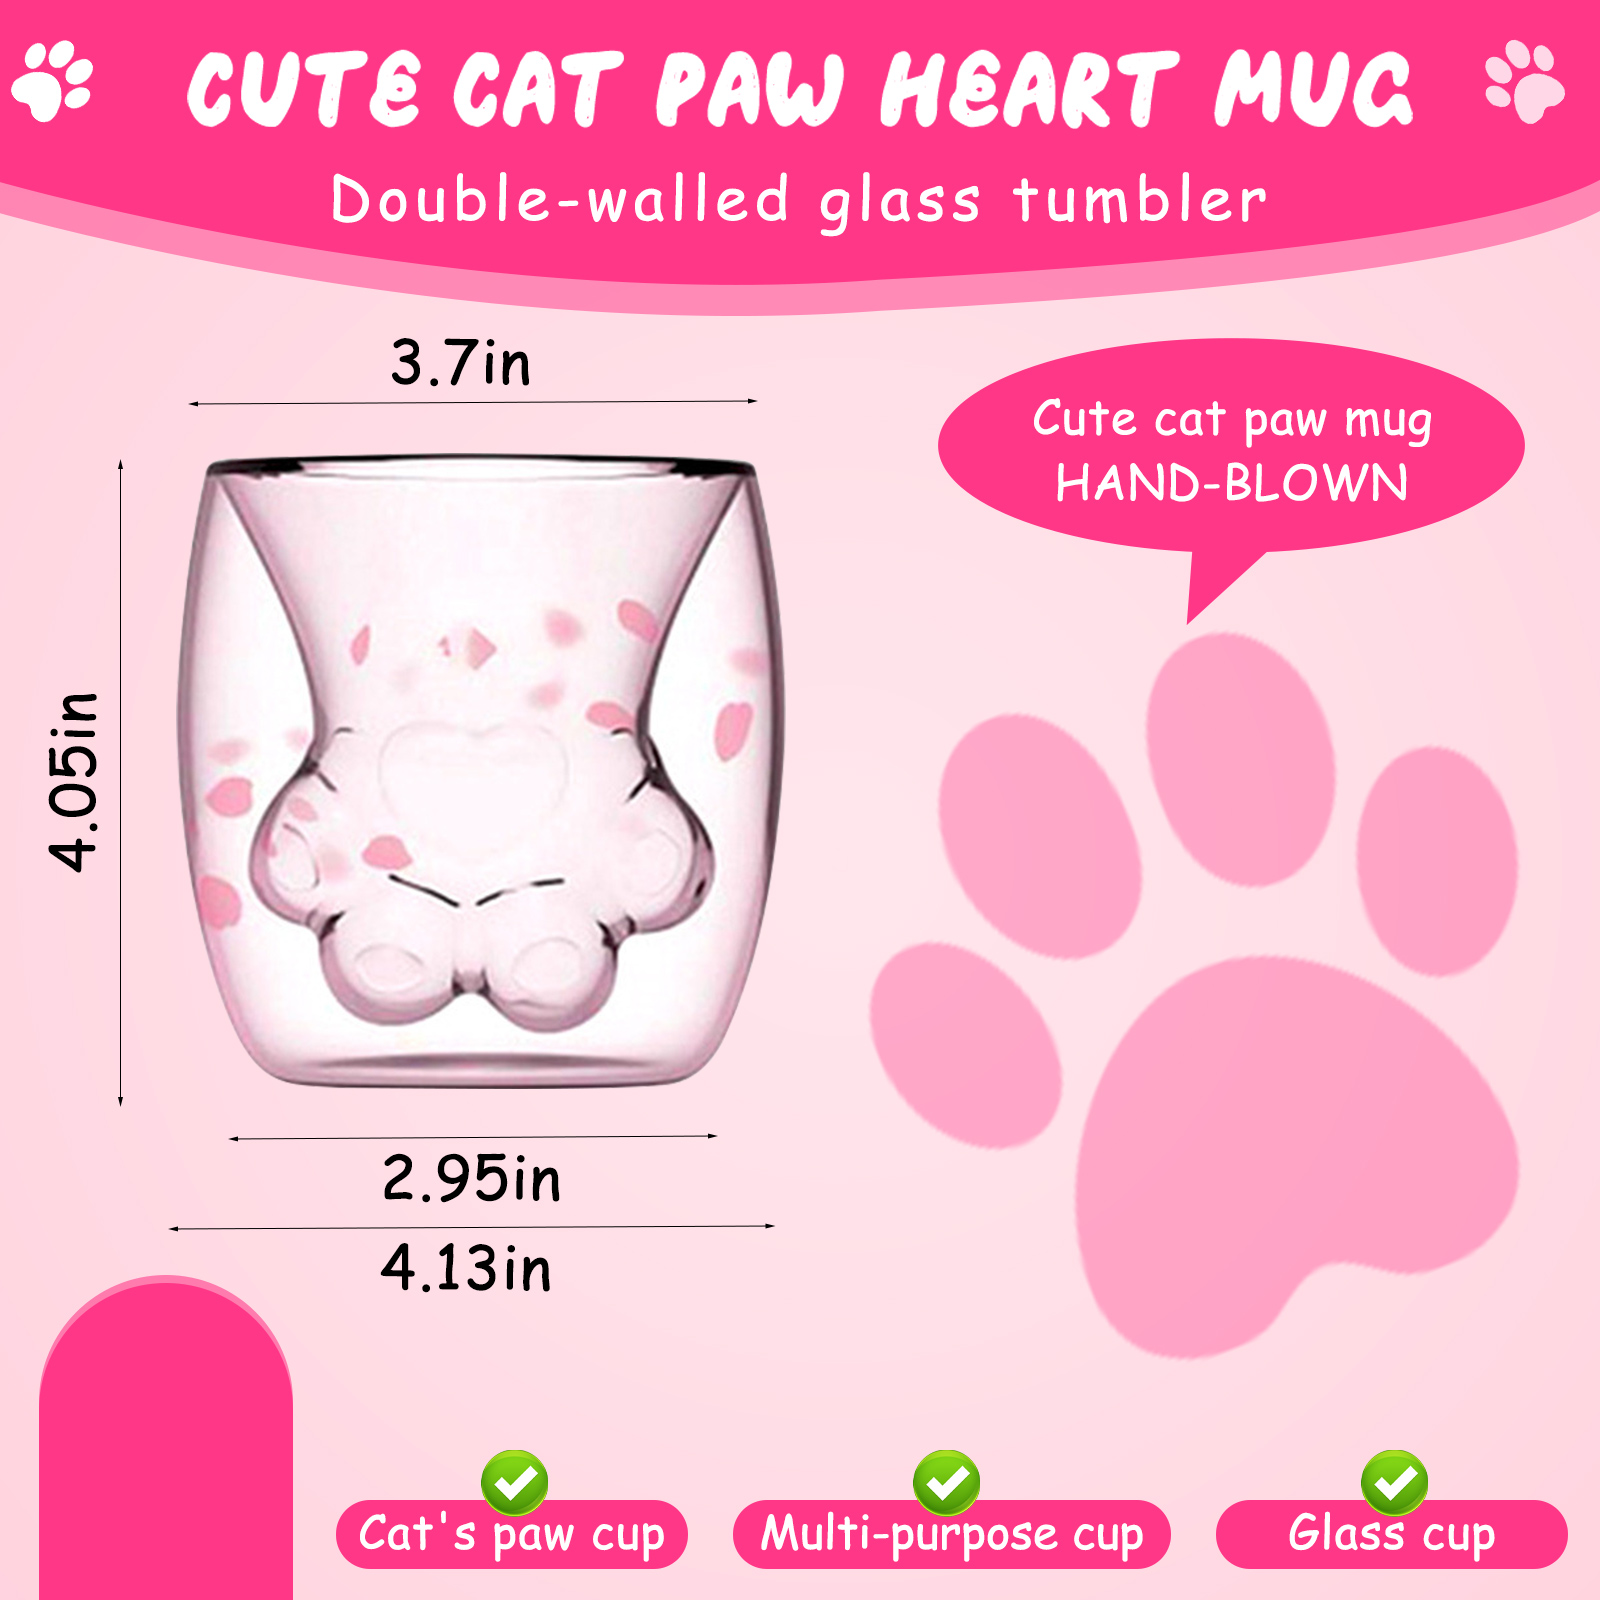 CUTE CAT PAW HEART MUG
Double-walled glass tumbler
3.7in
Cute cat paw mug
HAND-BLOWN
4.05in
2.95in
4.13in
Cat's paw cup
Multi-purpose cup
Glass cup